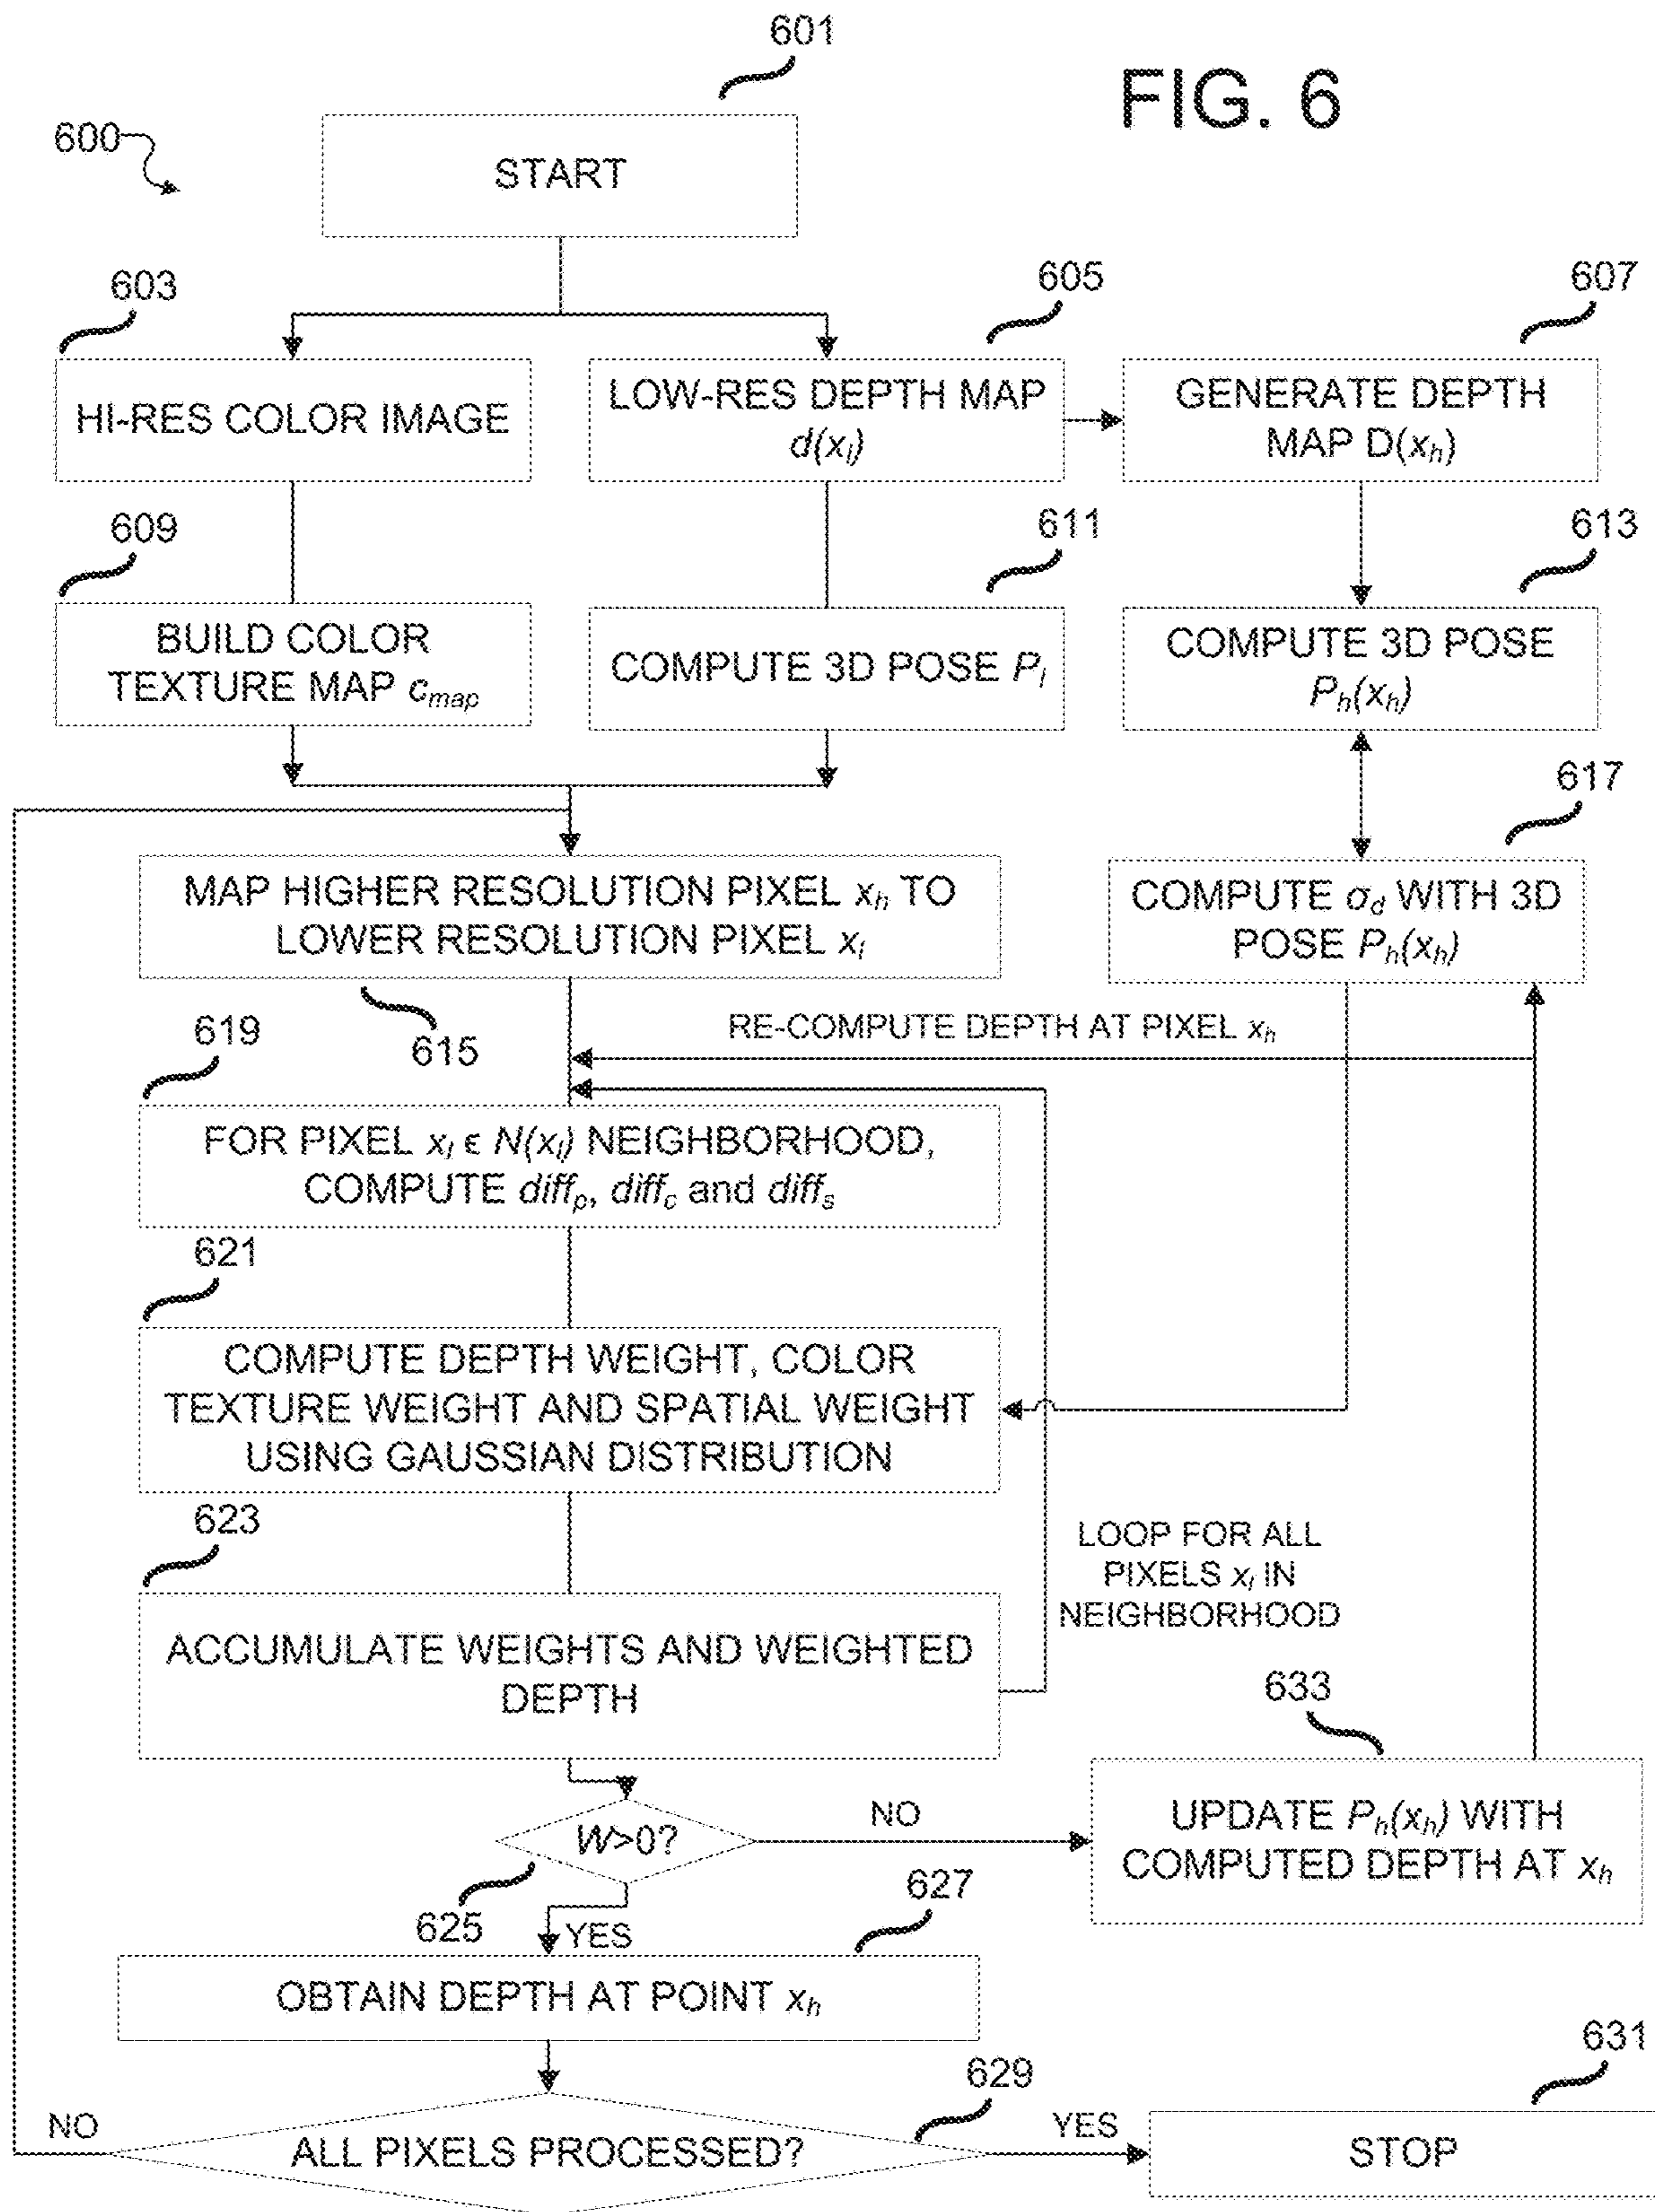 601
FIG. 6
600
START
603
605
607
HI-RES COLOR IMAGE
LOW-RES DEPTH MAP
d(xₗ)
GENERATE DEPTH
MAP D(xₕ)
609
611
613
BUILD COLOR
TEXTURE MAP cmap
COMPUTE 3D POSE Pₗ
COMPUTE 3D POSE
Pₕ(xₕ)
617
MAP HIGHER RESOLUTION PIXEL xₕ TO
LOWER RESOLUTION PIXEL xₗ
COMPUTE σd WITH 3D
POSE Pₕ(xₕ)
615
619
RE-COMPUTE DEPTH AT PIXEL xₕ
FOR PIXEL xₗ ϵ N(xₗ) NEIGHBORHOOD,
COMPUTE diffₚ, diffc and diffₛ
621
COMPUTE DEPTH WEIGHT, COLOR
TEXTURE WEIGHT AND SPATIAL WEIGHT
USING GAUSSIAN DISTRIBUTION
623
LOOP FOR ALL
PIXELS xₗ IN
NEIGHBORHOOD
ACCUMULATE WEIGHTS AND WEIGHTED
DEPTH
633
W>0?
NO
UPDATE Pₕ(xₕ) WITH
COMPUTED DEPTH AT xₕ
625
YES
627
OBTAIN DEPTH AT POINT xₕ
629
631
NO
ALL PIXELS PROCESSED?
YES
STOP